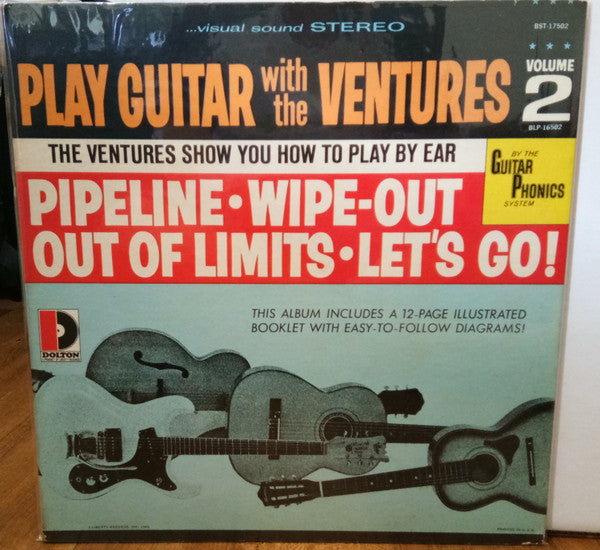 ...visual sound STEREO
BST-17502
PLAY GUITAR with the VENTURES
VOLUME
2
BLP-16502
THE VENTURES SHOW YOU HOW TO PLAY BY EAR
BY THE
GUITAR
PHONICS
SYSTEM
PIPELINE • WIPE-OUT
OUT OF LIMITS • LET'S GO!
THIS ALBUM INCLUDES A 12-PAGE ILLUSTRATED
BOOKLET WITH EASY-TO-FOLLOW DIAGRAMS!
D
DOLTON